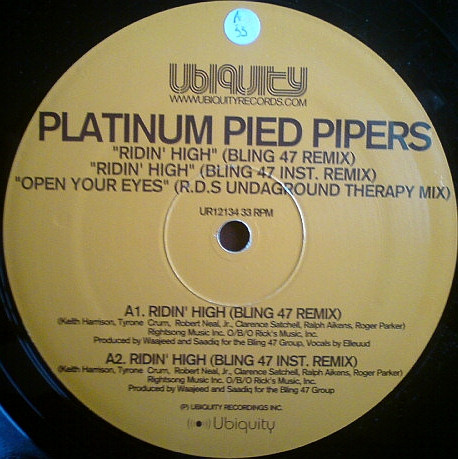 A
33
Ubiquity
WWW.UBIQUITYRECORDS.COM
PLATINUM PIED PIPERS
"RIDIN' HIGH" (BLING 47 REMIX)
"RIDIN' HIGH" (BLING 47 INST. REMIX)
"OPEN YOUR EYES" (R.D.S UNDAGROUND THERAPY MIX)
UR12134 33 RPM
A1. RIDIN' HIGH (BLING 47 REMIX)
(Keith Harrison, Tyrone Crum, Robert Neal, Jr., Clarence Satchell, Ralph Aikens, Roger Parker)
Rightsong Music Inc. O/B/O Rick's Music, Inc.
Produced by Waajeed and Saadiq for the Bling 47 Group, Vocals by Elleuud
A2. RIDIN' HIGH (BLING 47 INST. REMIX)
(Keith Harrison, Tyrone Crum, Robert Neal, Jr., Clarence Satchell, Ralph Aikens, Roger Parker)
Rightsong Music Inc. O/B/O Rick's Music, Inc.
Produced by Waajeed and Saadiq for the Bling 47 Group
(P) UBIQUITY RECORDINGS INC.
Ubiquity